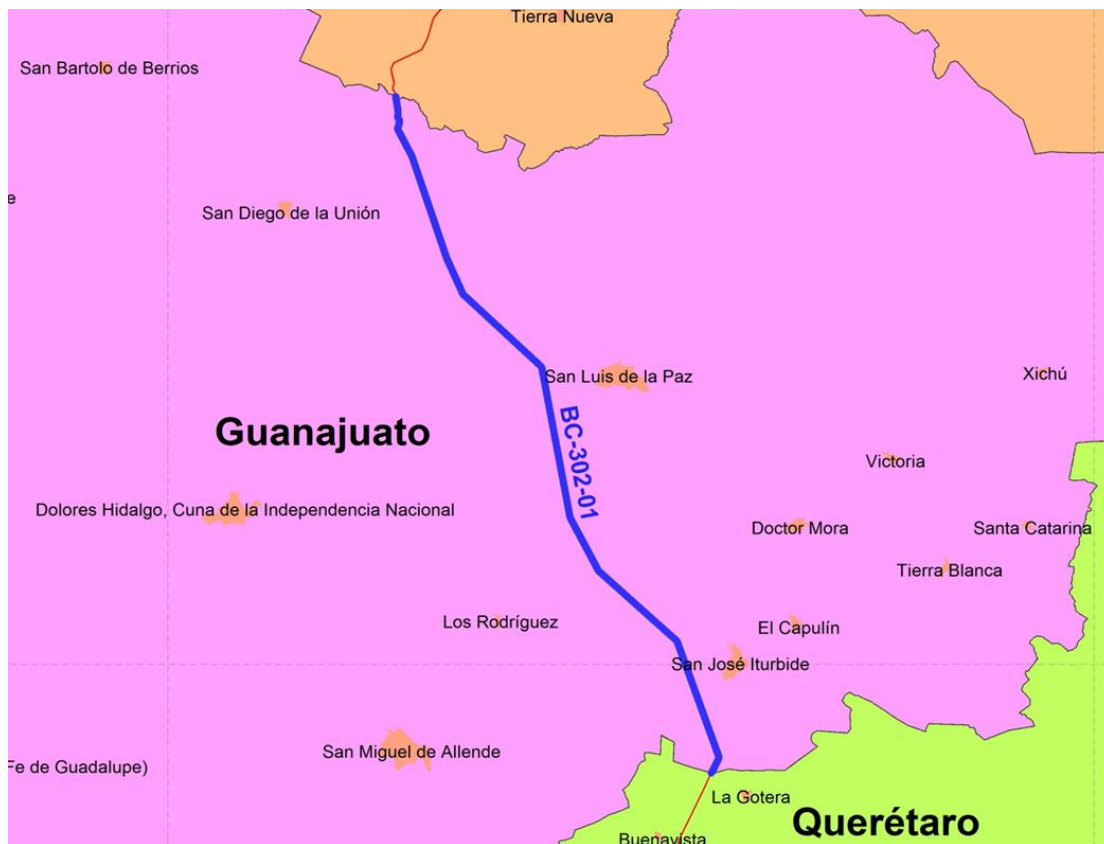 Tierra Nueva
San Bartolo de Berrios
e
San Diego de la Unión
San Luis de la Paz
Xichú
BC-302-01
Guanajuato
Victoria
Dolores Hidalgo, Cuna de la Independencia Nacional
Doctor Mora
Santa Catarina
Tierra Blanca
Los Rodríguez
El Capulín
San José Iturbide
San Miguel de Allende
Fe de Guadalupe)
La Gotera
Querétaro
Buenavista